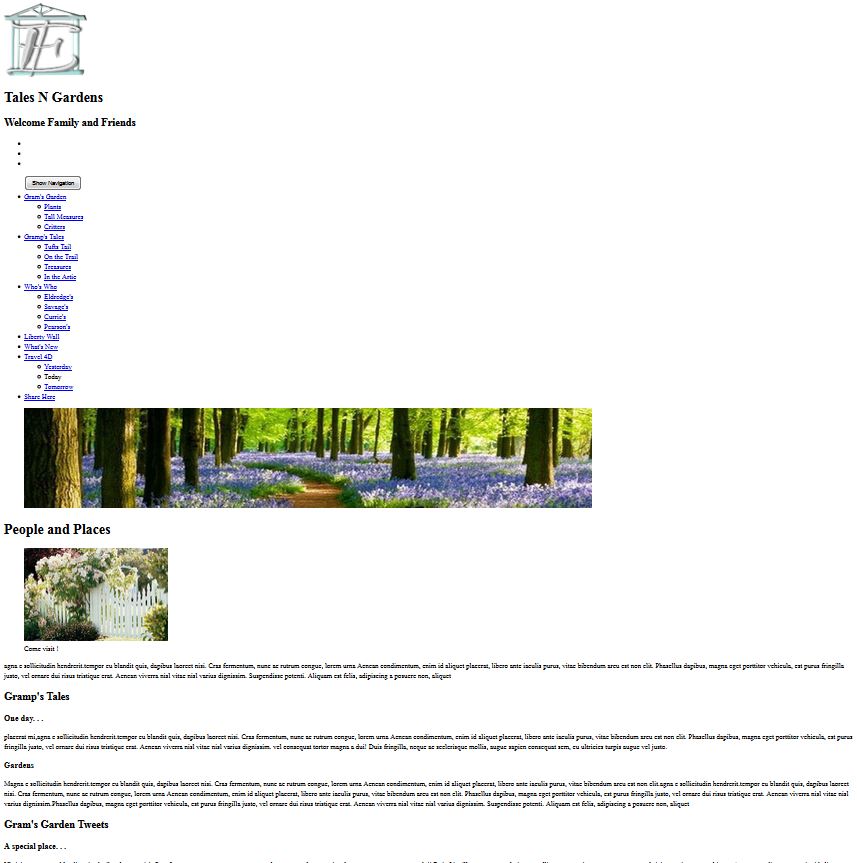 Tales N Gardens
Welcome Family and Friends
Show Navigation
Gram's Garden
Plants
Tall Measures
Critters
Gramp's Tales
Tufts Tail
On the Trail
Treasures
In the Artic
Who's Who
Eldredge's
Savage's
Currie's
Pearson's
Liberty Wall
What's New
Travel 4D
Yesterday
Today
Tomorrow
Share Here
People and Places
Come visit !
agna e sollicitudin hendrerit.tempor eu blandit quis, dapibus laoreet nisi. Cras fermentum, nunc ac rutrum congue, lorem urna Aenean condimentum, enim id aliquet placerat, libero ante iaculis purus, vitae bibendum arcu est non elit. Phasellus dapibus, magna eget porttitor vehicula, est purus fringilla
justo, vel ornare dui risus tristique erat. Aenean viverra nisl vitae nisl varius dignissim. Suspendisse potenti. Aliquam est felis, adipiscing a posuere non, aliquet
Gramp's Tales
One day. . .
placerat mi,agna e sollicitudin hendrerit.tempor eu blandit quis, dapibus laoreet nisi. Cras fermentum, nunc ac rutrum congue, lorem urna Aenean condimentum, enim id aliquet placerat, libero ante iaculis purus, vitae bibendum arcu est non elit. Phasellus dapibus, magna eget porttitor vehicula, est purus
fringilla justo, vel ornare dui risus tristique erat. Aenean viverra nisl vitae nisl varius dignissim. vel consequat tortor magna a dui! Duis fringilla, neque ac scelerisque mollis, augue sapien consequat sem, eu ultricies turpis augue vel justo.
Gardens
Magna e sollicitudin hendrerit.tempor eu blandit quis, dapibus laoreet nisi. Cras fermentum, nunc ac rutrum congue, lorem urna Aenean condimentum, enim id aliquet placerat, libero ante iaculis purus, vitae bibendum arcu est non elit.agna e sollicitudin hendrerit.tempor eu blandit quis, dapibus laoreet
nisi. Cras fermentum, nunc ac rutrum congue, lorem urna Aenean condimentum, enim id aliquet placerat, libero ante iaculis purus, vitae bibendum arcu est non elit. Phasellus dapibus, magna eget porttitor vehicula, est purus fringilla justo, vel ornare dui risus tristique erat. Aenean viverra nisl vitae nisl
varius dignissim.Phasellus dapibus, magna eget porttitor vehicula, est purus fringilla justo, vel ornare dui risus tristique erat. Aenean viverra nisl vitae nisl varius dignissim. Suspendisse potenti. Aliquam est felis, adipiscing a posuere non, aliquet
Gram's Garden Tweets
A special place. . .